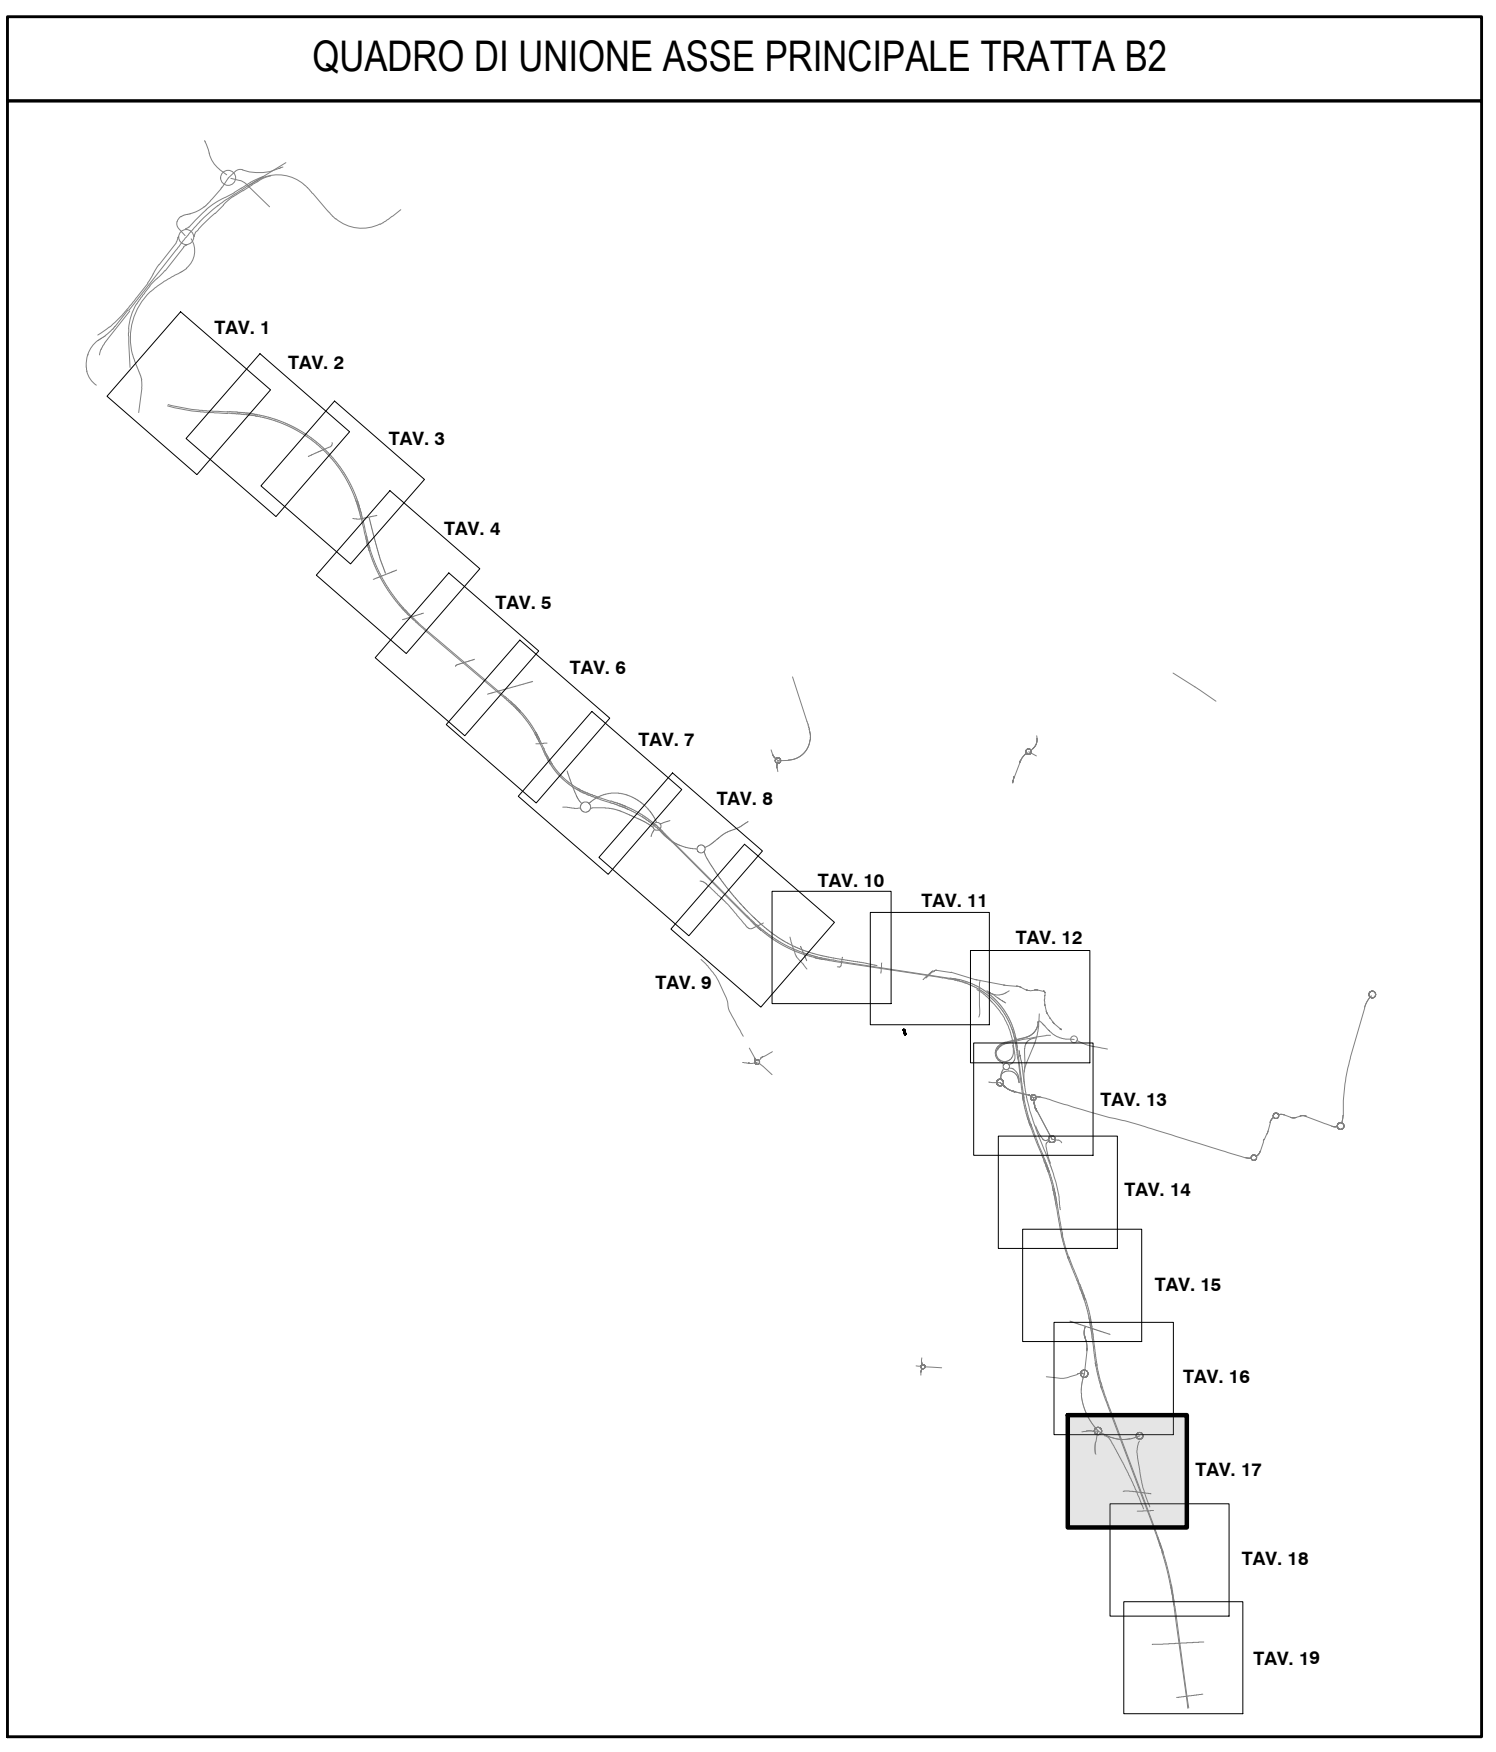 QUADRO DI UNIONE ASSE PRINCIPALE TRATTA B2
TAV. 1
TAV. 2
TAV. 3
TAV. 4
TAV. 5
TAV. 6
TAV. 7
TAV. 8
TAV. 9
TAV. 10
TAV. 11
TAV. 12
TAV. 13
TAV. 14
TAV. 15
TAV. 16
TAV. 17
TAV. 18
TAV. 19